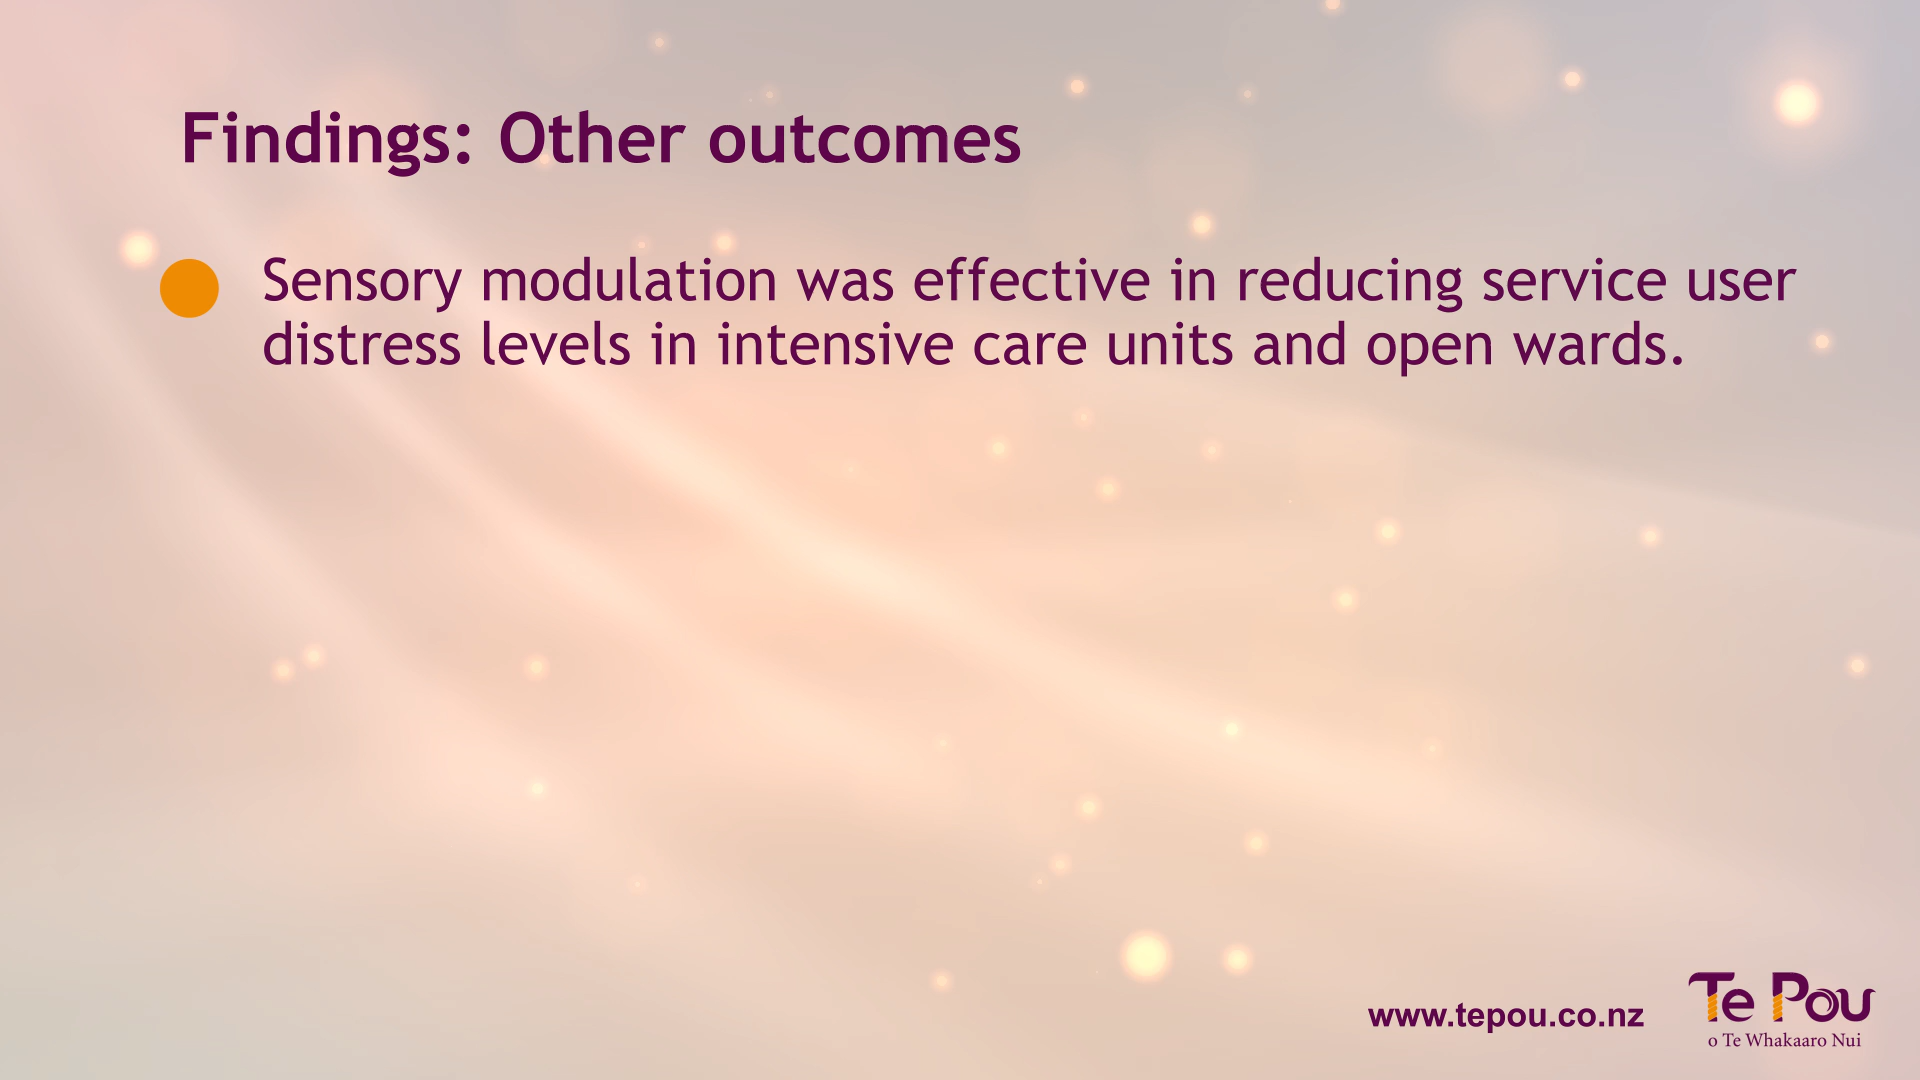 Findings: Other outcomes
Sensory modulation was effective in reducing service user
distress levels in intensive care units and open wards.
www.tepou.co.nz
Te Pou
o Te Whakaaro Nui